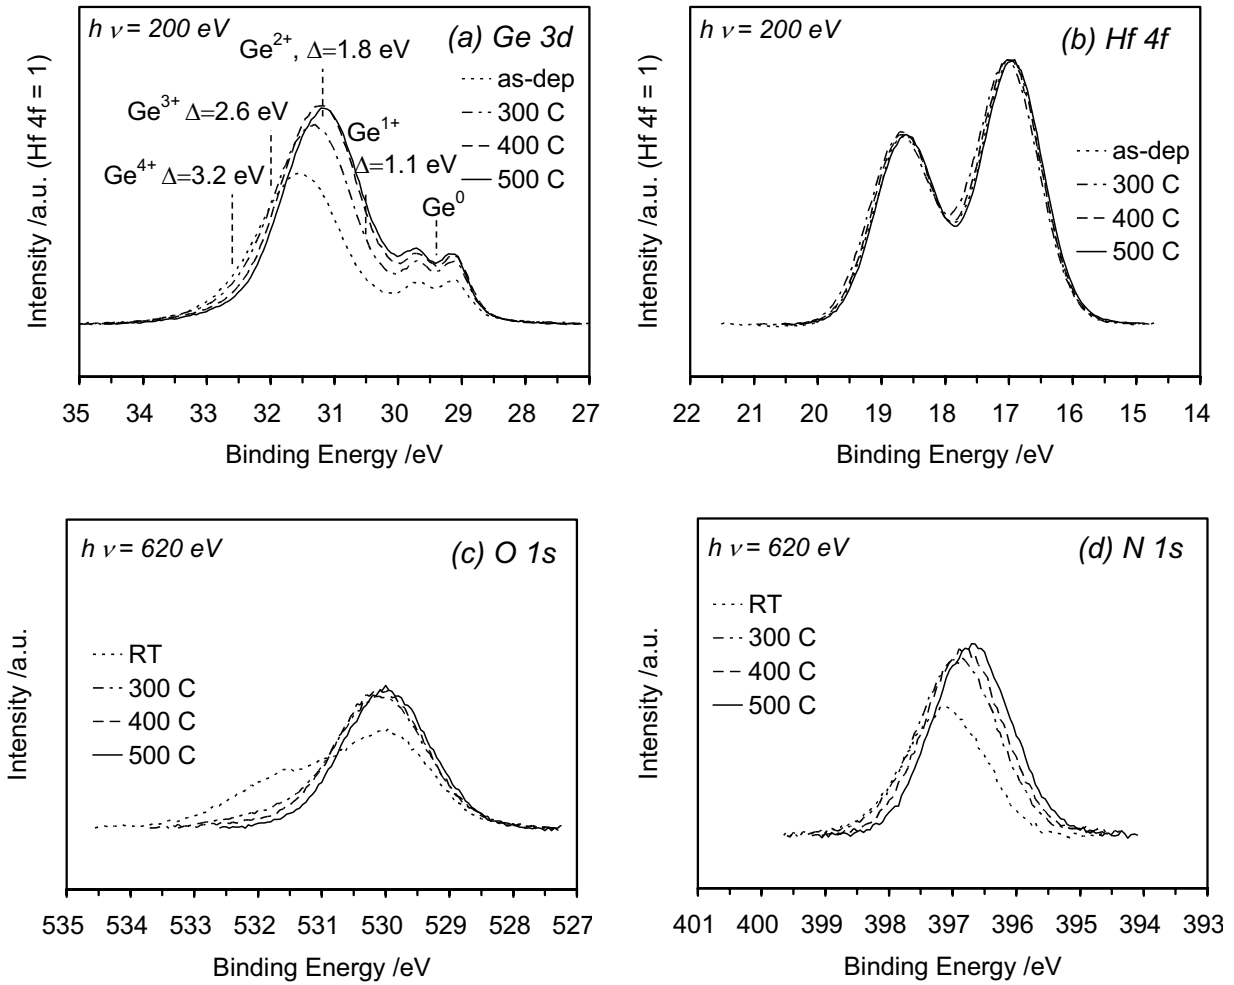 h ν = 200 eV
(a) Ge 3d
Ge2+, Δ=1.8 eV
as-dep
300 C
400 C
500 C
Ge3+ Δ=2.6 eV
Ge1+
Δ=1.1 eV
Ge4+ Δ=3.2 eV
Ge0
Intensity /a.u. (Hf 4f = 1)
35 33 31 30 29 27
Binding Energy /eV
h ν = 200 eV
(b) Hf 4f
as-dep
300 C
400 C
500 C
Intensity /a.u. (Hf 4f = 1)
22 21 20 19 18 17 16 15 14
Binding Energy /eV
h ν = 620 eV
(c) O 1s
RT
300 C
400 C
500 C
Intensity /a.u.
535 534 533 532 531 530 529 528 527
Binding Energy /eV
h ν = 620 eV
(d) N 1s
RT
300 C
400 C
500 C
Intensity /a.u.
401 400 399 398 397 396 395 394 393
Binding Energy /eV